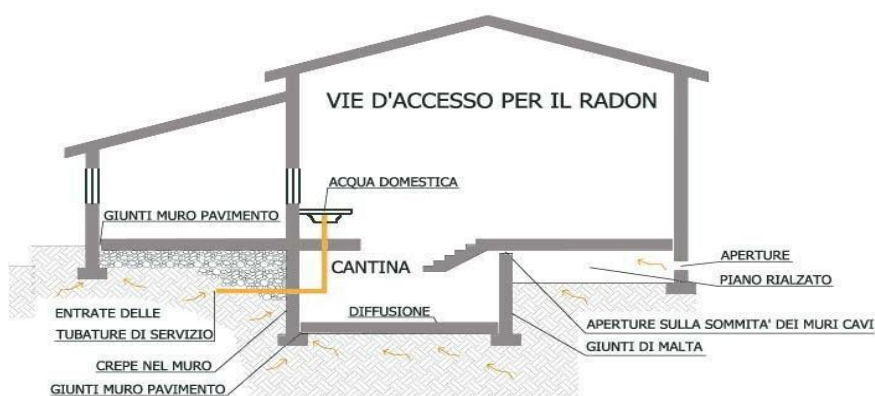 VIE D'ACCESSO PER IL RADON
ACQUA DOMESTICA
GIUNTI MURO PAVIMENTO
CANTINA
APERTURE
PIANO RIALZATO
ENTRATE DELLE
TUBATURE DI SERVIZIO
DIFFUSIONE
APERTURE SULLA SOMMITA' DEI MURI CAVI
GIUNTI DI MALTA
CREPE NEL MURO
GIUNTI MURO PAVIMENTO